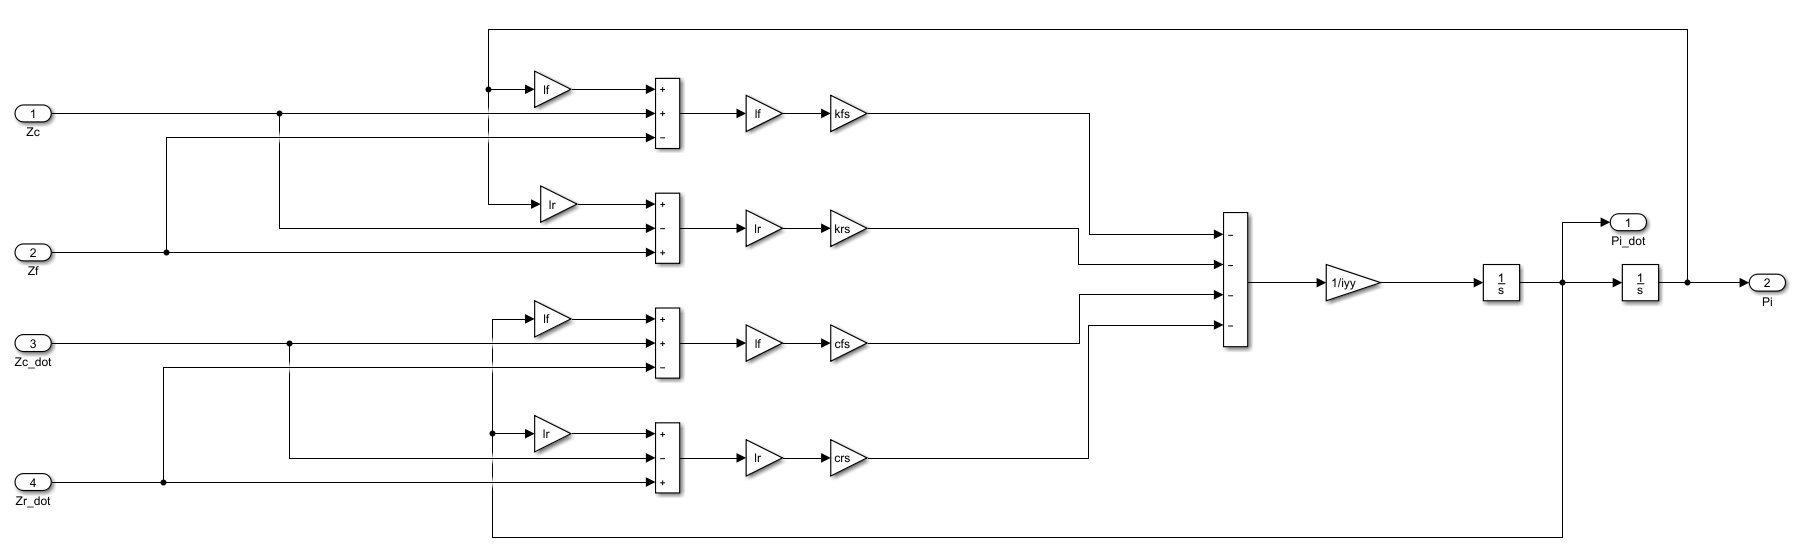 lf
+
1
Zc
+
lf
kfs
−
lr
+
−
lr
krs
2
Zf
+
−
−
−
−
1/iyy
1
s
1
s
1
Pi_dot
2
Pi
lf
+
3
Zc_dot
+
lf
cfs
−
lr
+
−
lr
crs
4
Zr_dot
+